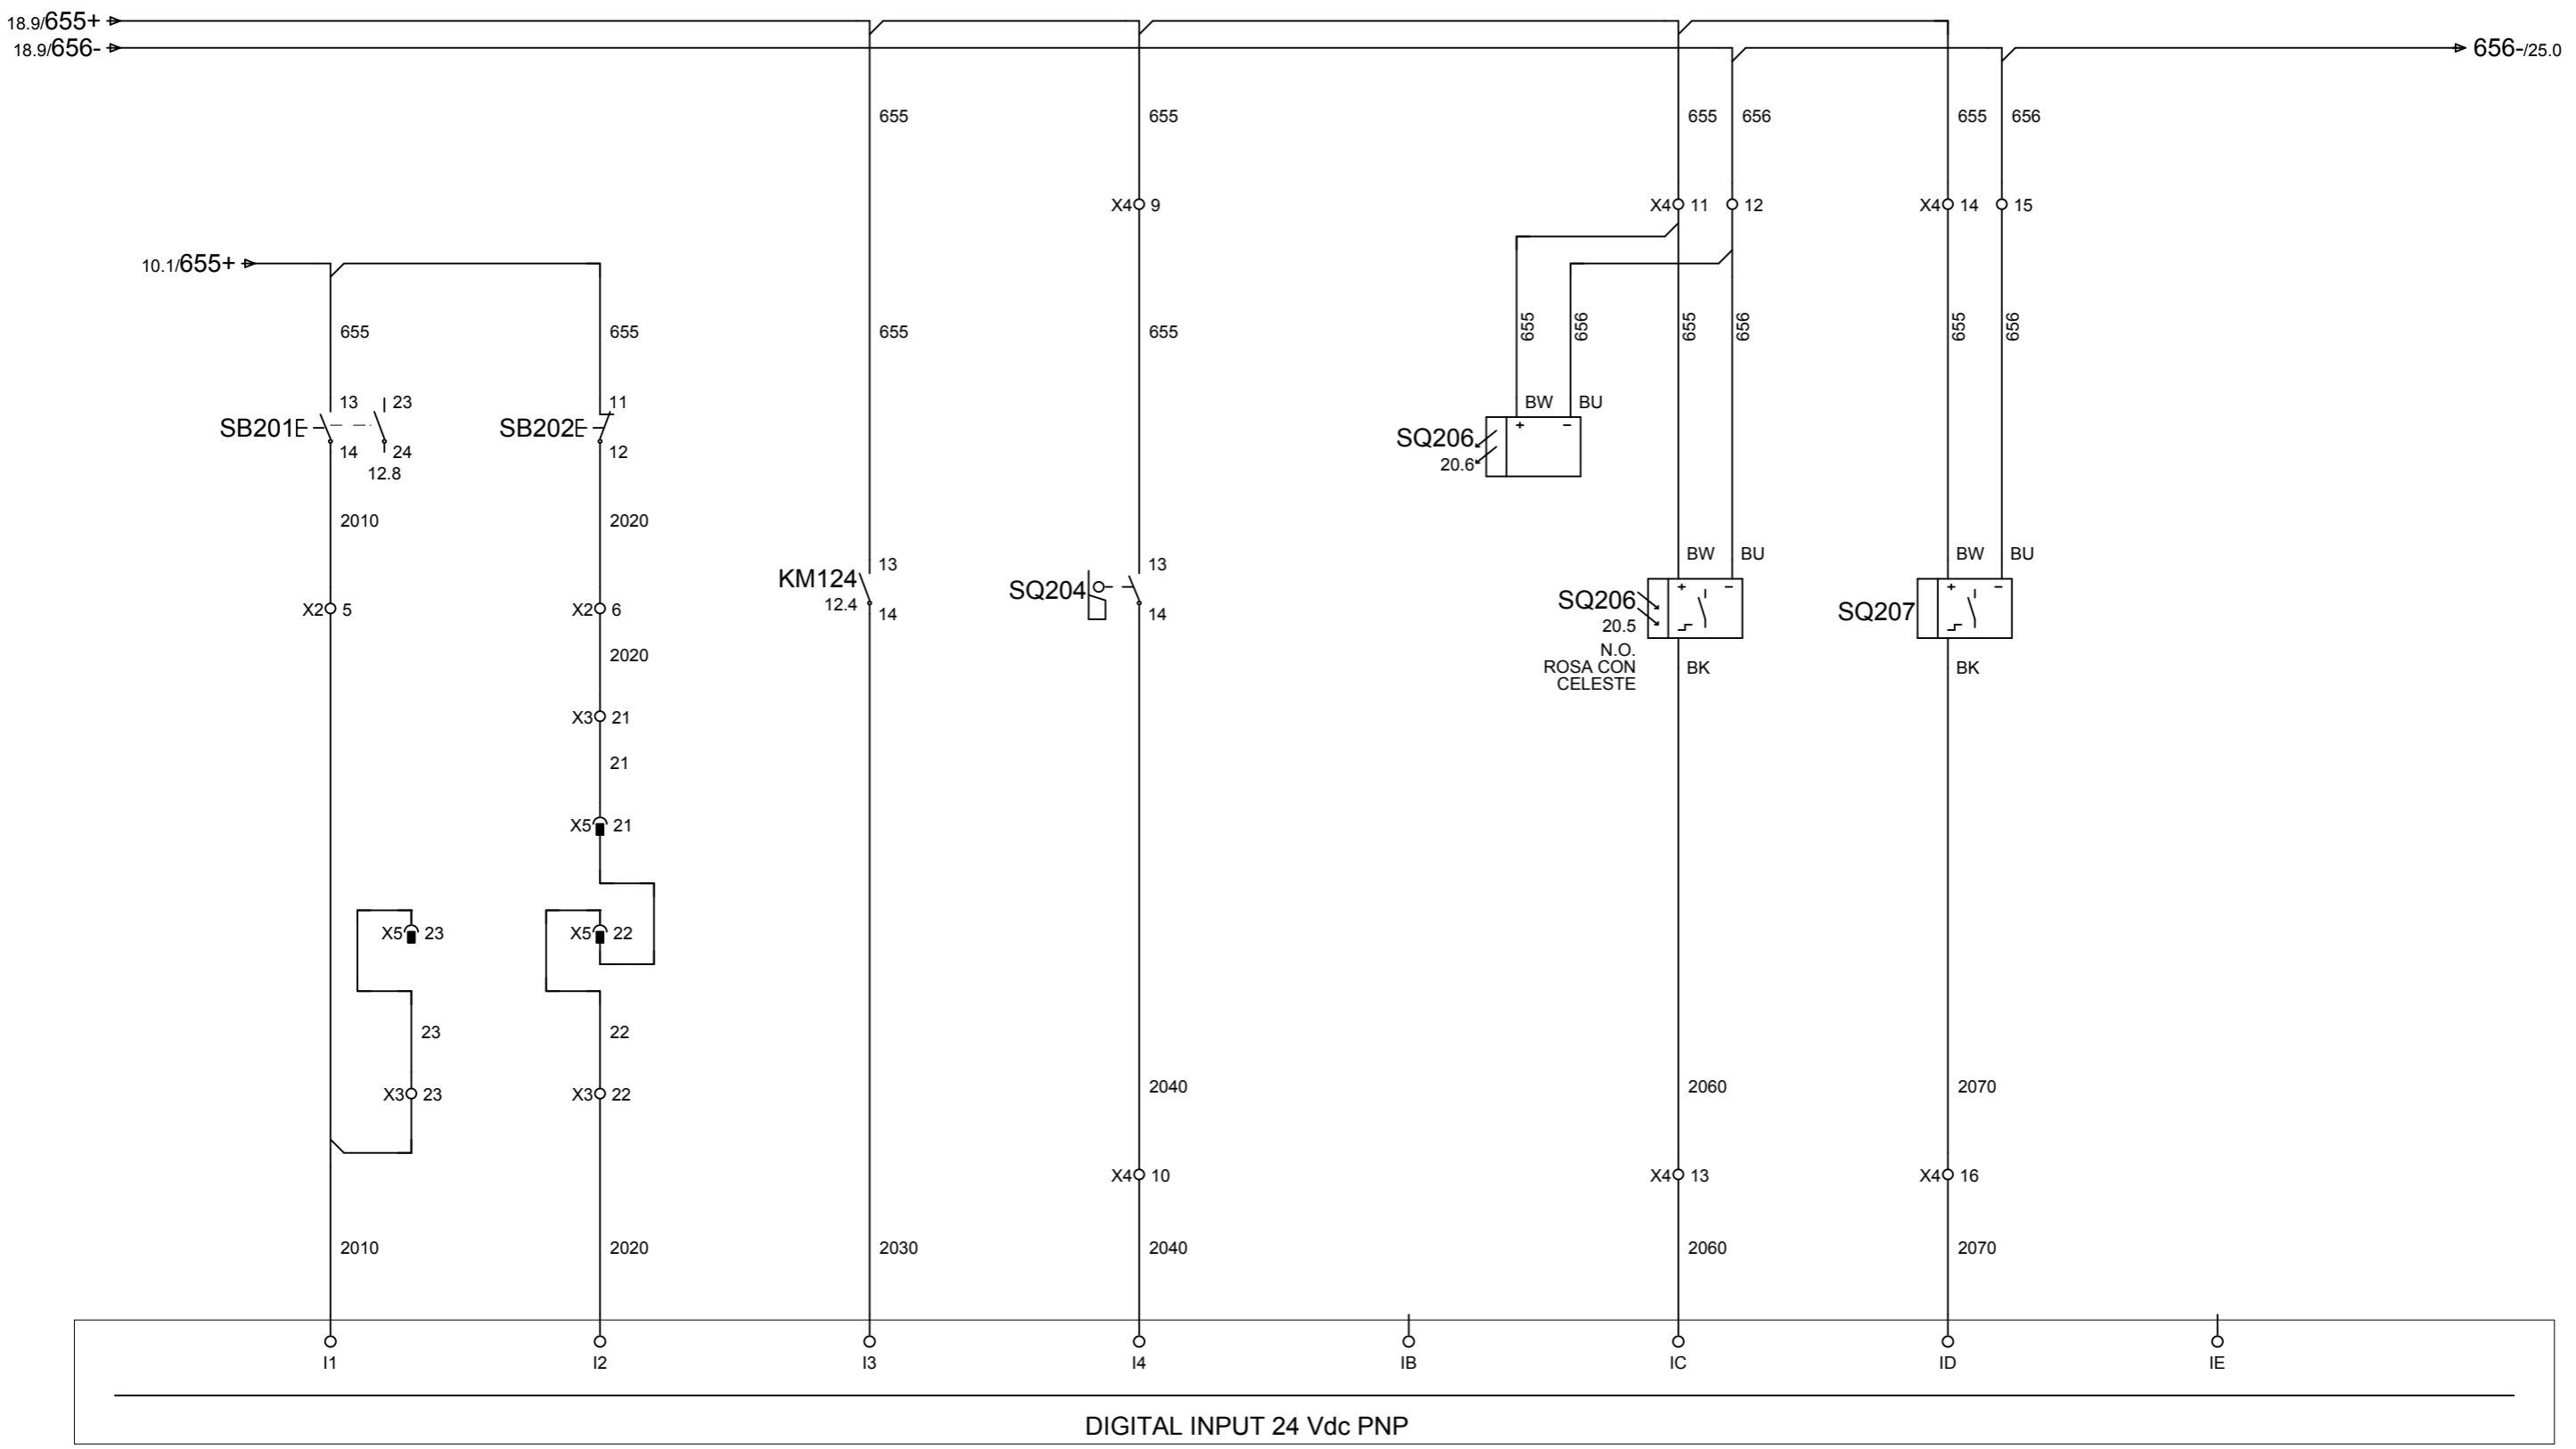 18.9/655+
18.9/656-
656-/25.0
655
655
655 656
655 656
X4 9
X4 11 12
X4 14 15
10.1/655+
655
655
655
655
655
656
655
656
655
656
13 23
SB201
14 24
12.8
11
SB202
12
BW BU
+ -
SQ206
20.6
2010
2020
X2 5
X2 6
2020
13
KM124
12.4
14
13
SQ204
14
BW BU
+ -
SQ206
20.5
N.O.
ROSA CON
CELESTE
BK
BW BU
+ -
SQ207
BK
X3 21
21
X5 21
X5 23
X5 22
23
22
X3 23
X3 22
2040
2060
2070
X4 10
X4 13
X4 16
2010
2020
2030
2040
2060
2070
I1
I2
I3
I4
IB
IC
ID
IE
DIGITAL INPUT 24 Vdc PNP